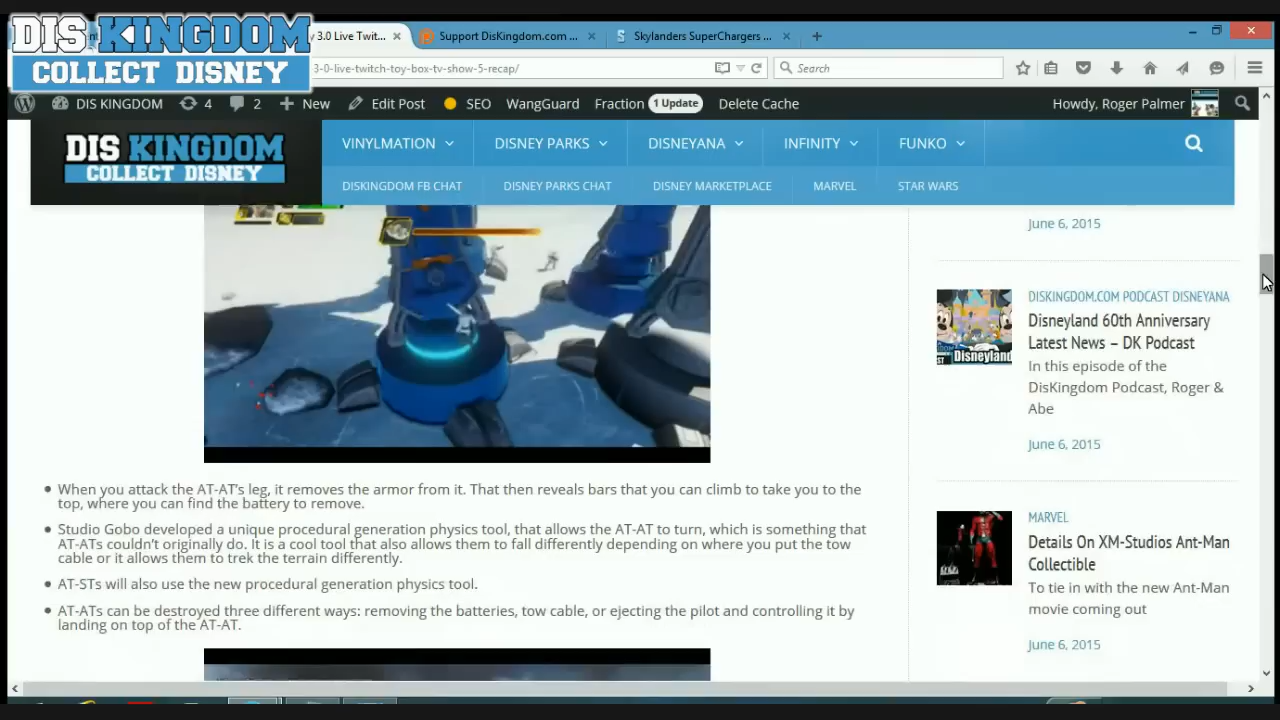 DIS KINGDOM
COLLECT DISNEY
3.0 Live Twit... ×
Support DisKingdom.com ... ×
Skylanders SuperChargers ... ×
3-0-live-twitch-toy-box-tv-show-5-recap/
Search
DIS KINGDOM 4 2 New Edit Post SEO WangGuard Fraction 1 Update Delete Cache Howdy, Roger Palmer
DIS KINGDOM
COLLECT DISNEY
VINYLMATION DISNEY PARKS DISNEYANA INFINITY FUNKO
DISKINGDOM FB CHAT DISNEY PARKS CHAT DISNEY MARKETPLACE MARVEL STAR WARS
When you attack the AT-AT's leg, it removes the armor from it. That then reveals bars that you can climb to take you to the
top, where you can find the battery to remove.
Studio Gobo developed a unique procedural generation physics tool, that allows the AT-AT to turn, which is something that
AT-ATs couldn't originally do. It is a cool tool that also allows them to fall differently depending on where you put the tow
cable or it allows them to trek the terrain differently.
AT-STs will also use the new procedural generation physics tool.
AT-ATs can be destroyed three different ways: removing the batteries, tow cable, or ejecting the pilot and controlling it by
landing on top of the AT-AT.
June 6, 2015
Disneyland
DISKINGDOM.COM PODCAST DISNEYANA
Disneyland 60th Anniversary
Latest News – DK Podcast
In this episode of the
DisKingdom Podcast, Roger &
Abe
June 6, 2015
MARVEL
Details On XM-Studios Ant-Man
Collectible
To tie in with the new Ant-Man
movie coming out
June 6, 2015